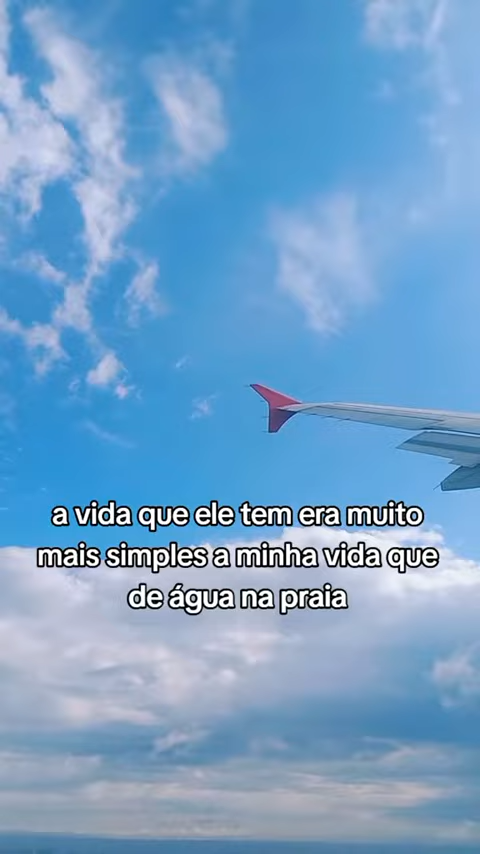 a vida que ele tem era muito
mais simples a minha vida que
de água na praia